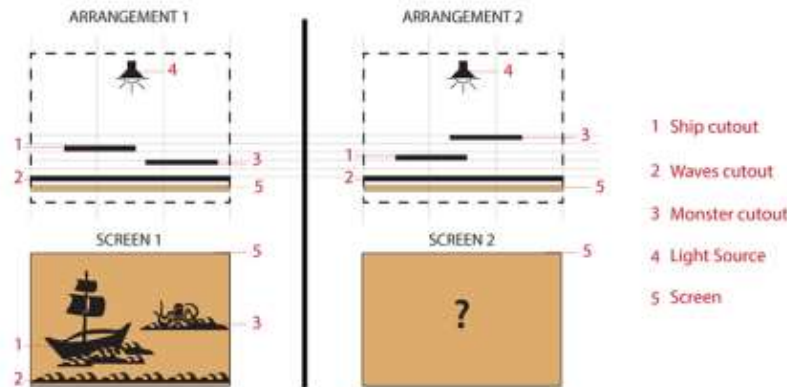 ARRANGEMENT 1
ARRANGEMENT 2
4
4
1
3
2
5
3
1
2
5
1 Ship cutout
2 Waves cutout
3 Monster cutout
4 Light Source
5 Screen
SCREEN 1
5
3
1
2
SCREEN 2
5
?